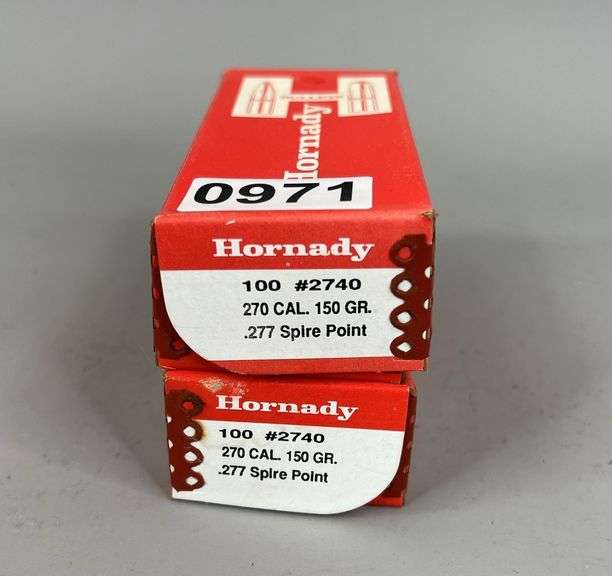 Hornady
0971
Hornady
100 #2740
270 CAL. 150 GR.
.277 Spire Point
Hornady
100 #2740
270 CAL. 150 GR.
.277 Spire Point